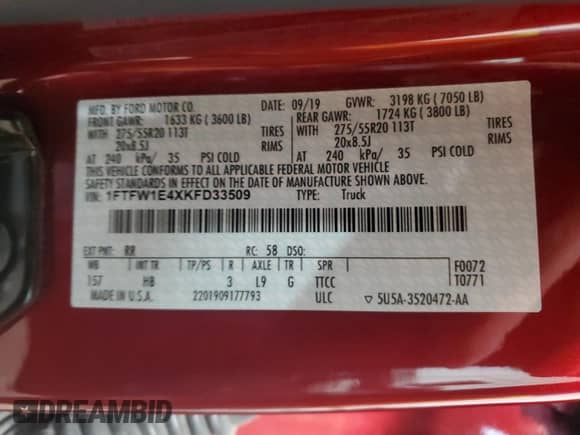 MFD. BY FORD MOTOR CO.
DATE: 09/19 GVWR: 3198 KG ( 7050 LB)
FRONT GAWR: 1633 KG ( 3600 LB)
REAR GAWR: 1724 KG ( 3800 LB)
WITH 275/55R20 113T TIRES
WITH 275/55R20 113T TIRES
20x8.5J RIMS
20x8.5J RIMS
AT 240 kPa/ 35 PSI COLD
AT 240 kPa/ 35 PSI COLD
THIS VEHICLE CONFORMS TO ALL APPLICABLE FEDERAL MOTOR VEHICLE
SAFETY STANDARDS IN EFFECT ON THE DATE OF MANUFACTURE SHOWN ABOVE.
VIN: 1FTFW1E4XKFD33509 TYPE: Truck
EXT PNT: RR RC: 58 DSO:
WB INT TR TP/PS R AXLE TR SPR
F0072
157 HB 3 L9 G TTCC
T0771
MADE IN U.S.A. 2201909177793 ULC ▽ 5U5A-3520472-AA
DREAMBID